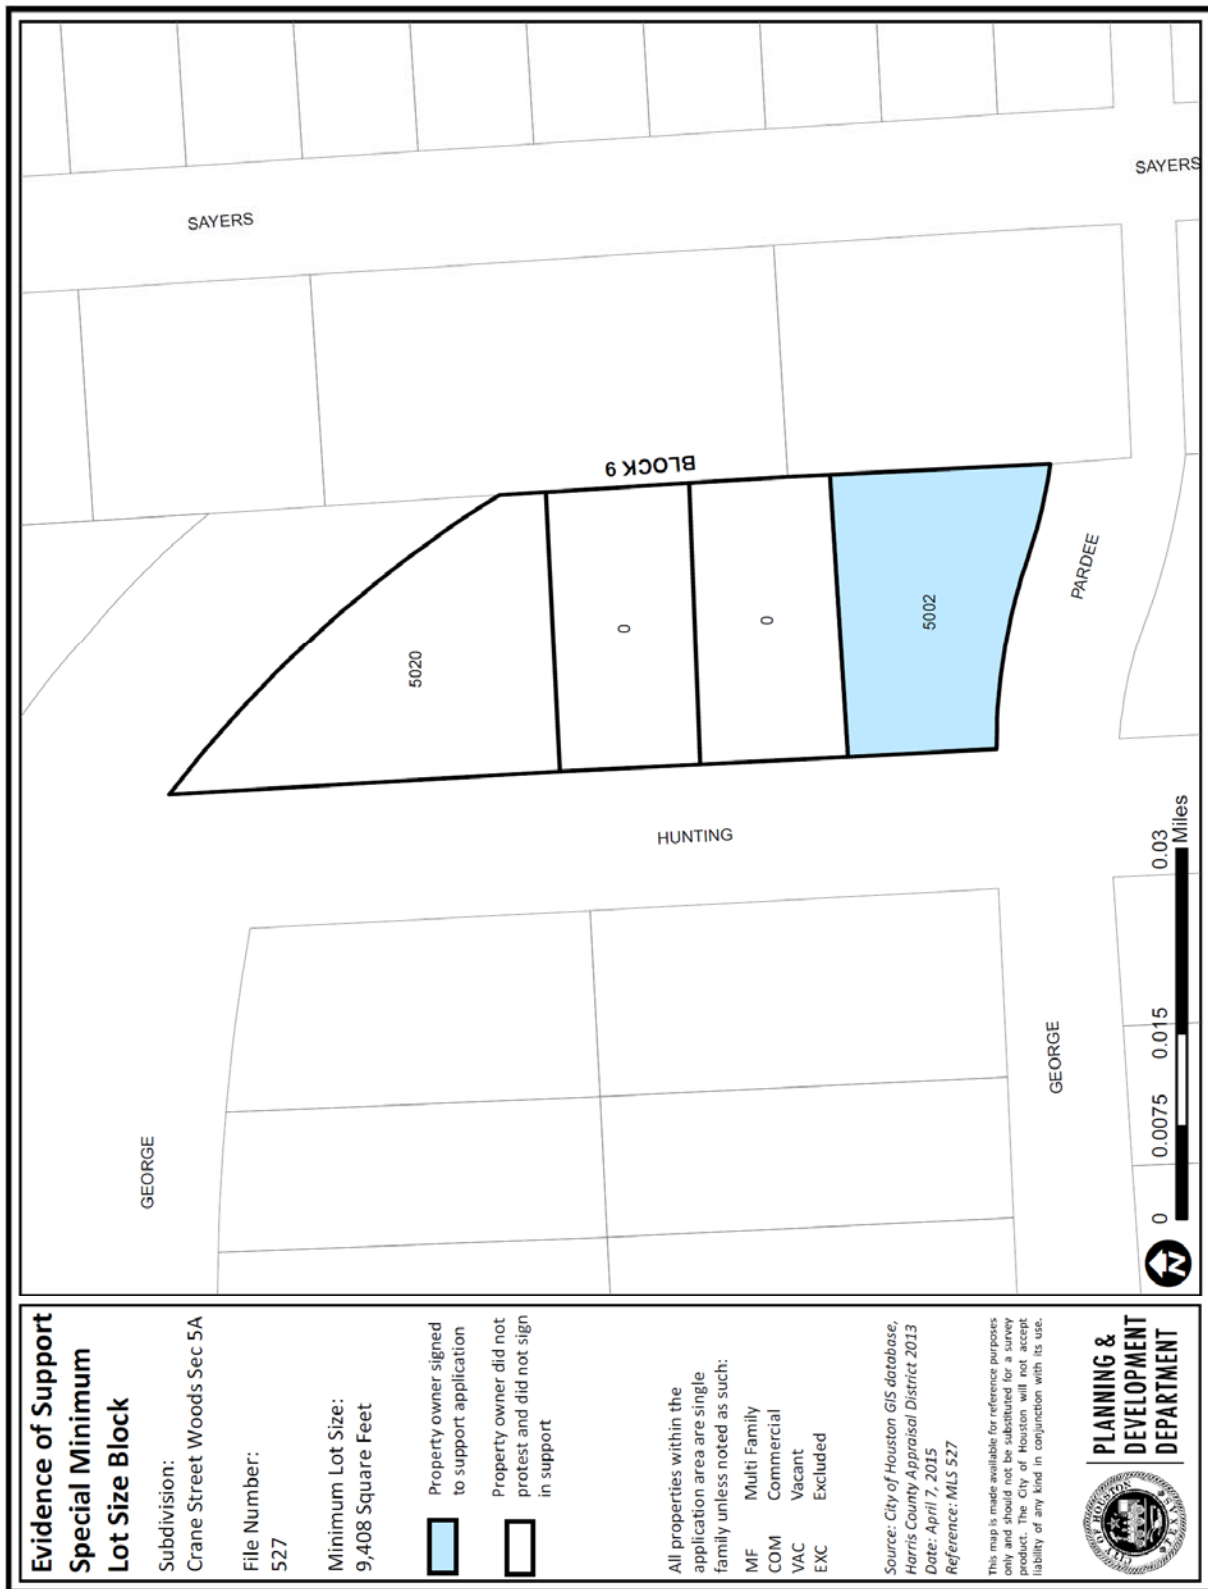 Evidence of Support
Special Minimum
Lot Size Block
Subdivision:
Crane Street Woods Sec 5A
File Number:
527
Minimum Lot Size:
9,408 Square Feet
Property owner signed
to support application
Property owner did not
protest and did not sign
in support
All properties within the
application area are single
family unless noted as such:
MF Multi Family
COM Commercial
VAC Vacant
EXC Excluded
Source: City of Houston GIS database,
Harris County Appraisal District 2013
Date: April 7, 2015
Reference: MLS 527
This map is made available for reference purposes
only and should not be substituted for a survey
product. The City of Houston will not accept
liability of any kind in conjunction with its use.
CITY OF HOUSTON
TEXAS
PLANNING &
DEVELOPMENT
DEPARTMENT
GEORGE
HUNTING
SAYERS
5020
0
BLOCK 9
0
5002
PARDEE
SAYERS
GEORGE
N
0 0.0075 0.015 0.03
Miles